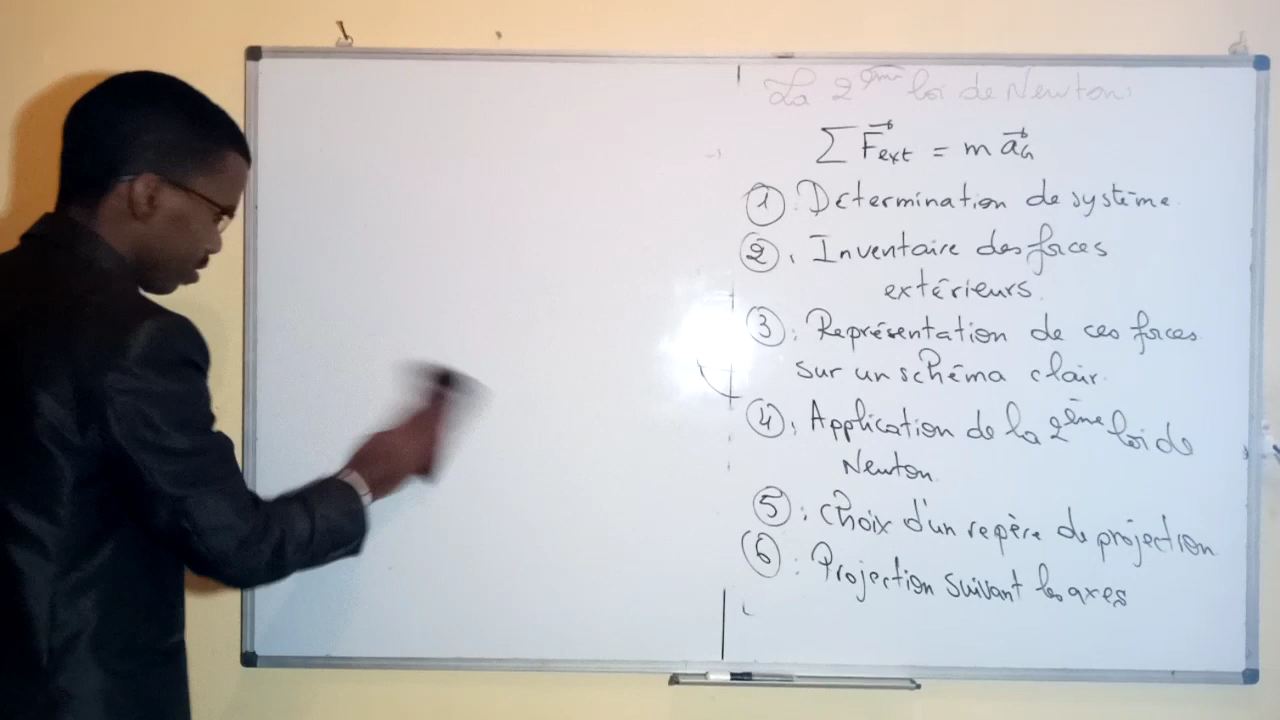 La 2ème loi de Newton:
∑F⃗ext = m a⃗G
① : Détermination de système.
② : Inventaire des forces
extérieurs.
③ : Représentation de ces forces
sur un schéma clair.
④ : Application de la 2ème loi de
Newton.
⑤ : choix d'un repère de projection
⑥ : Projection suivant les axes